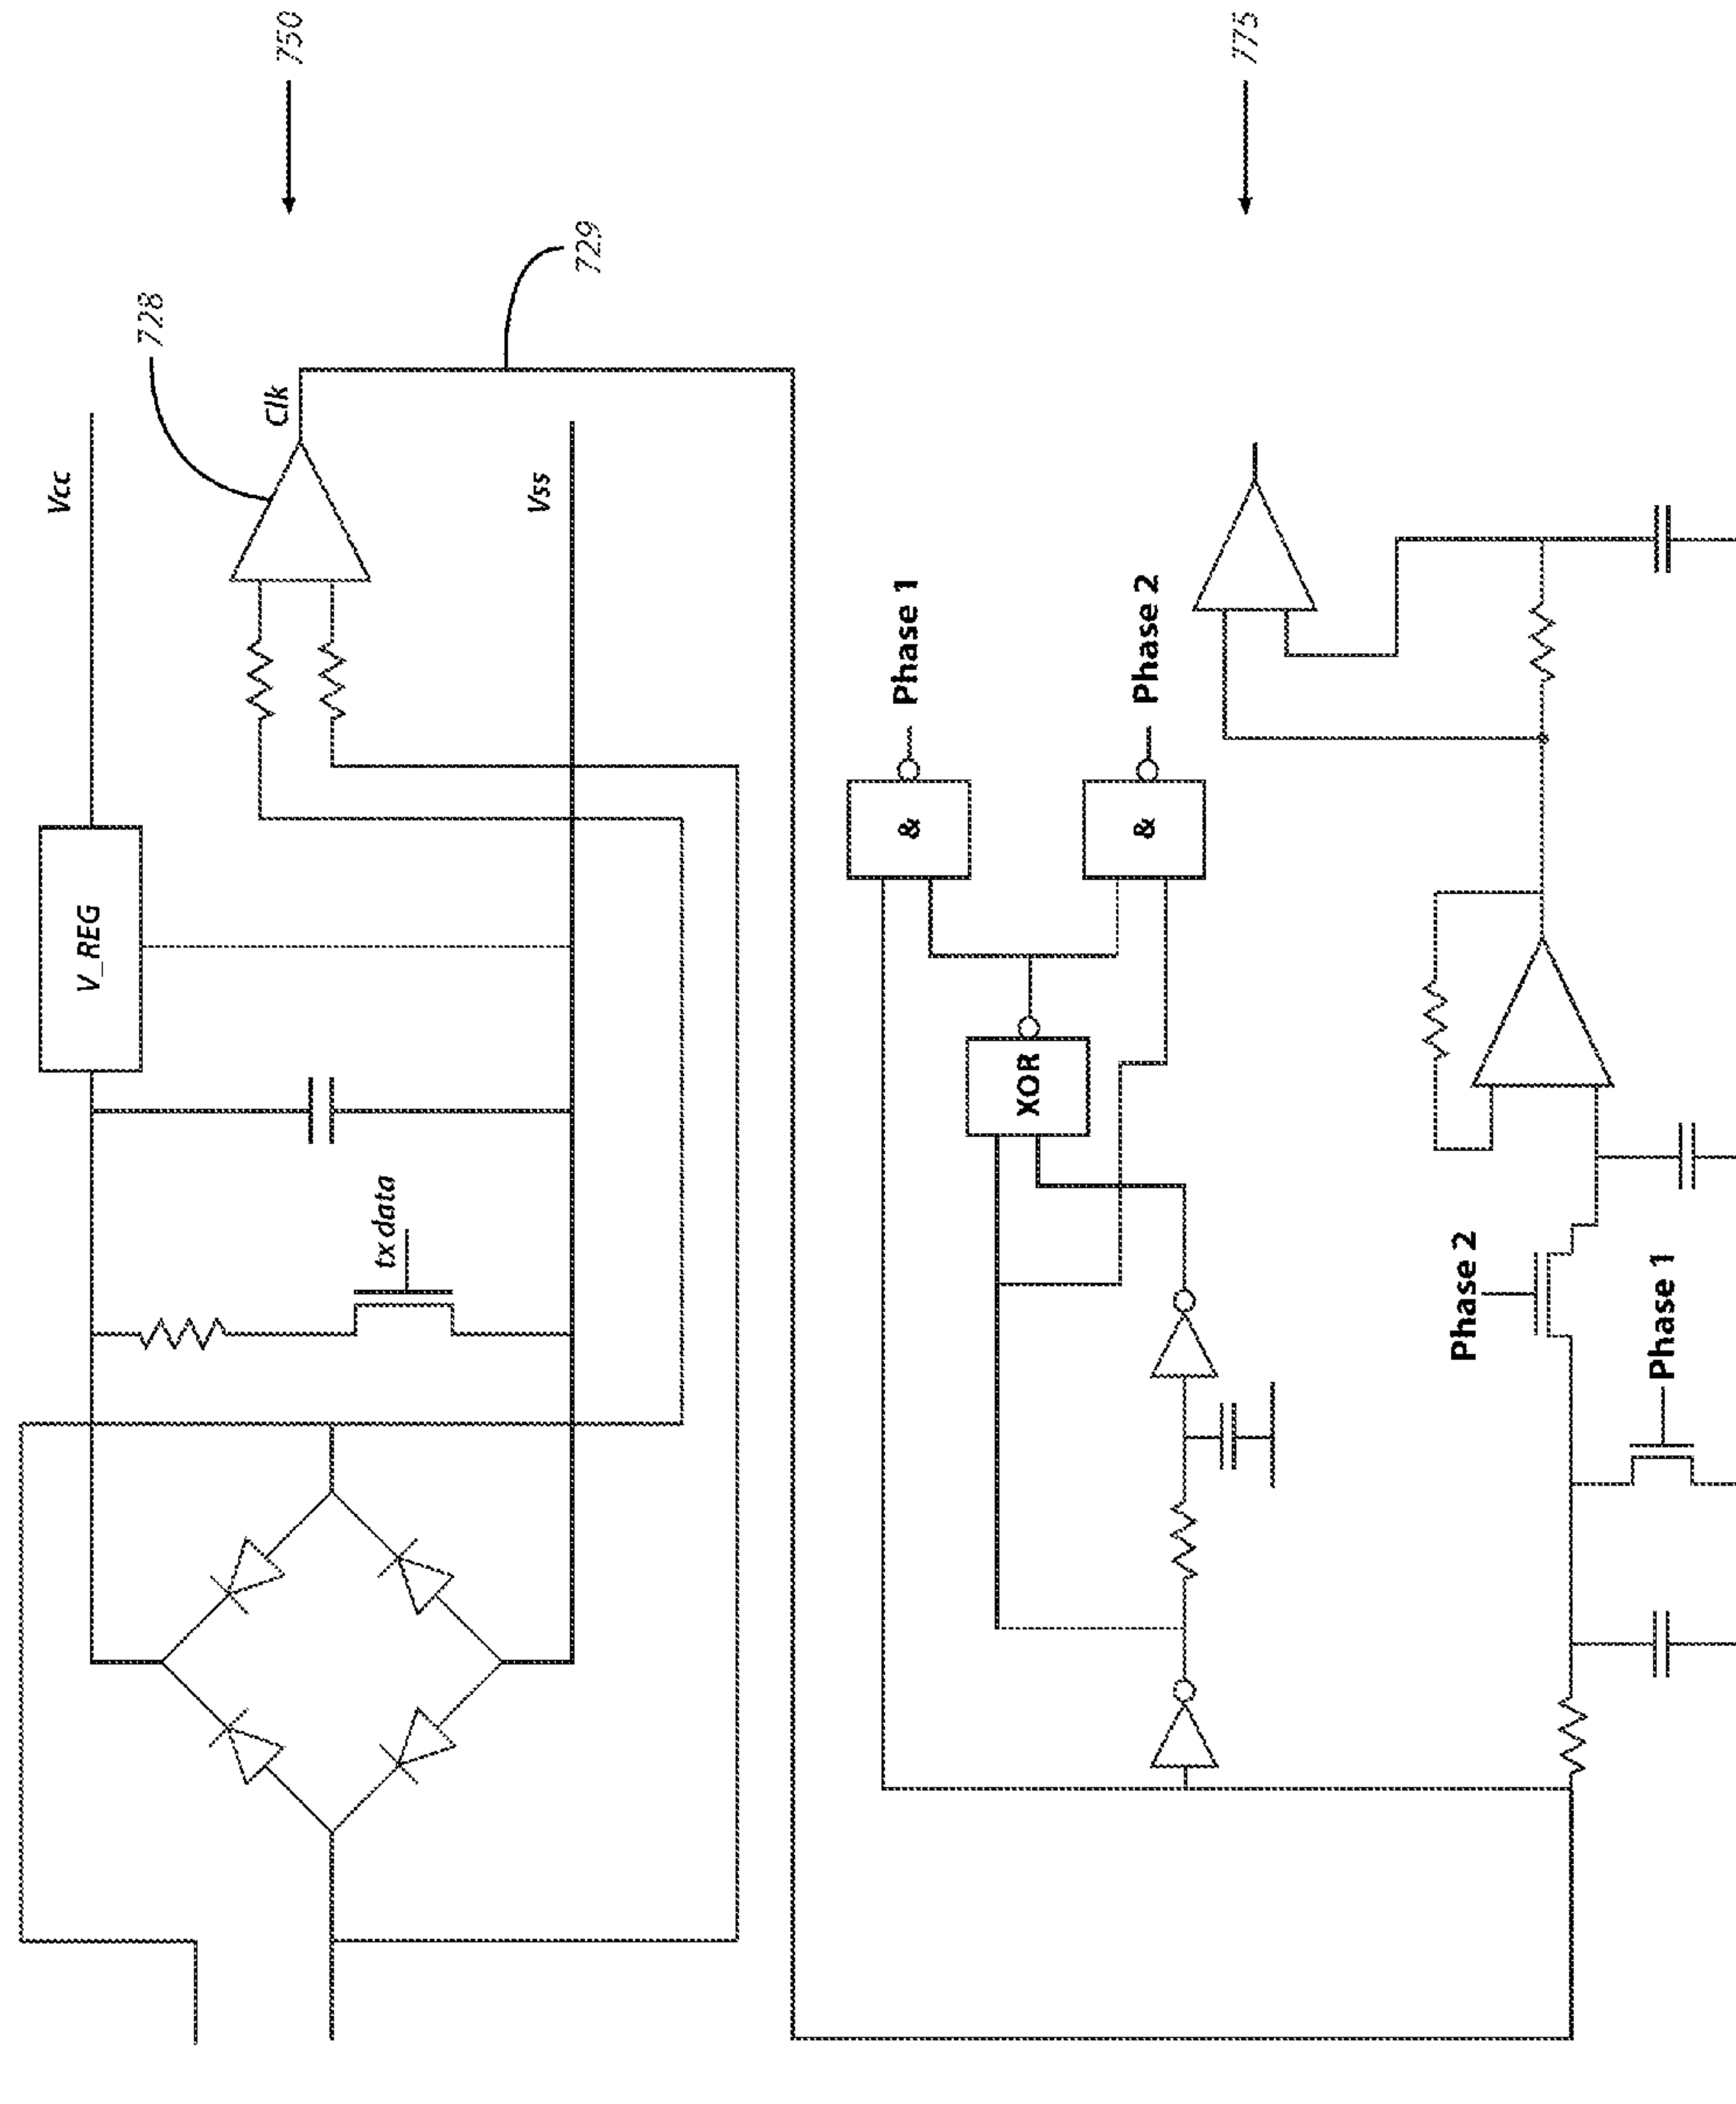 750
728
729
Vcc
Clk
Vss
V_REG
tx data
775
Phase 1
Phase 2
&
&
XOR
Phase 2
Phase 1